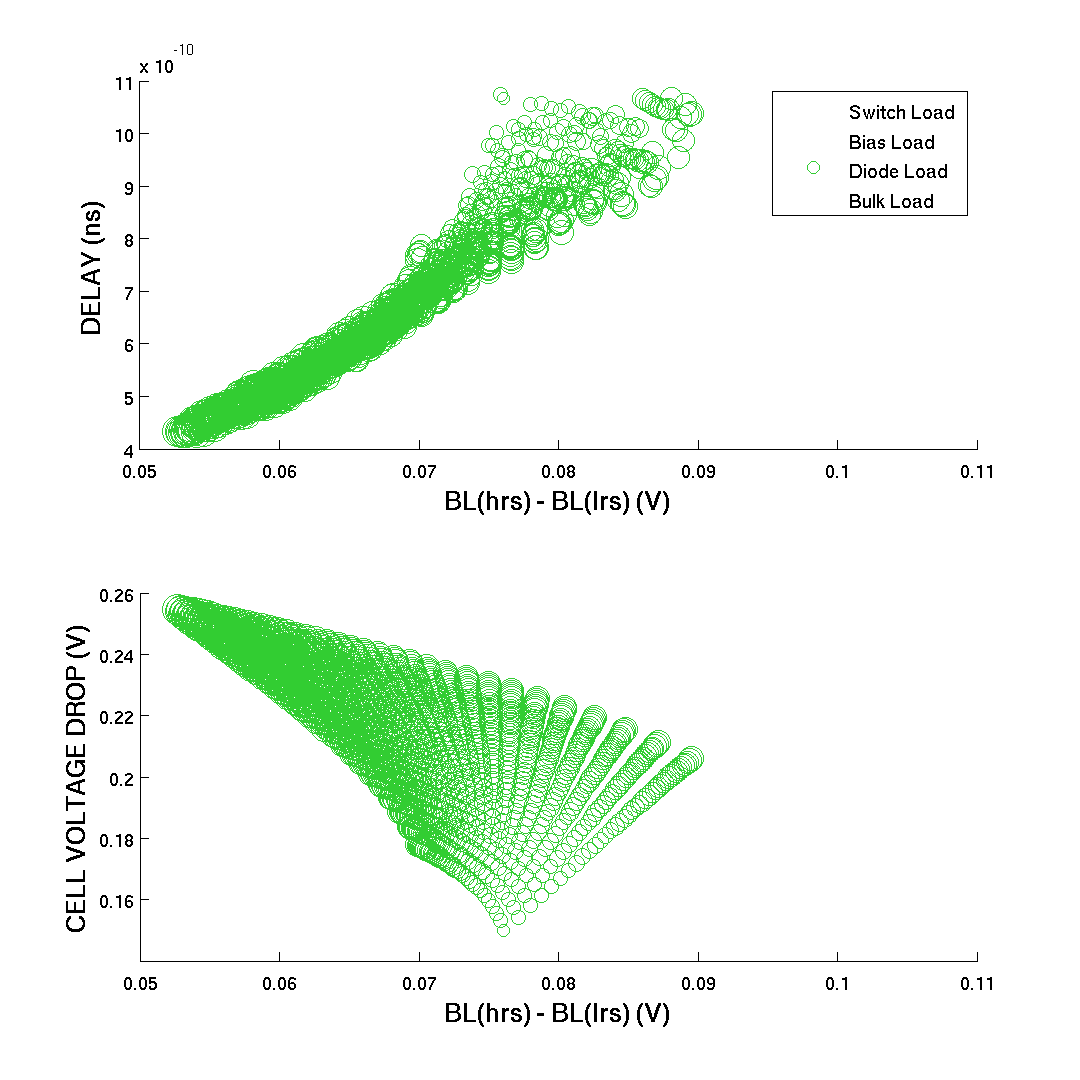 x 10-10
11
10
9
8
7
6
5
4
DELAY (ns)
0.05 0.06 0.07 0.08 0.09 0.1 0.11
BL(hrs) - BL(lrs) (V)
Switch Load
Bias Load
Diode Load
Bulk Load
0.26
0.24
0.22
0.2
0.18
0.16
CELL VOLTAGE DROP (V)
0.05 0.06 0.07 0.08 0.09 0.1 0.11
BL(hrs) - BL(lrs) (V)